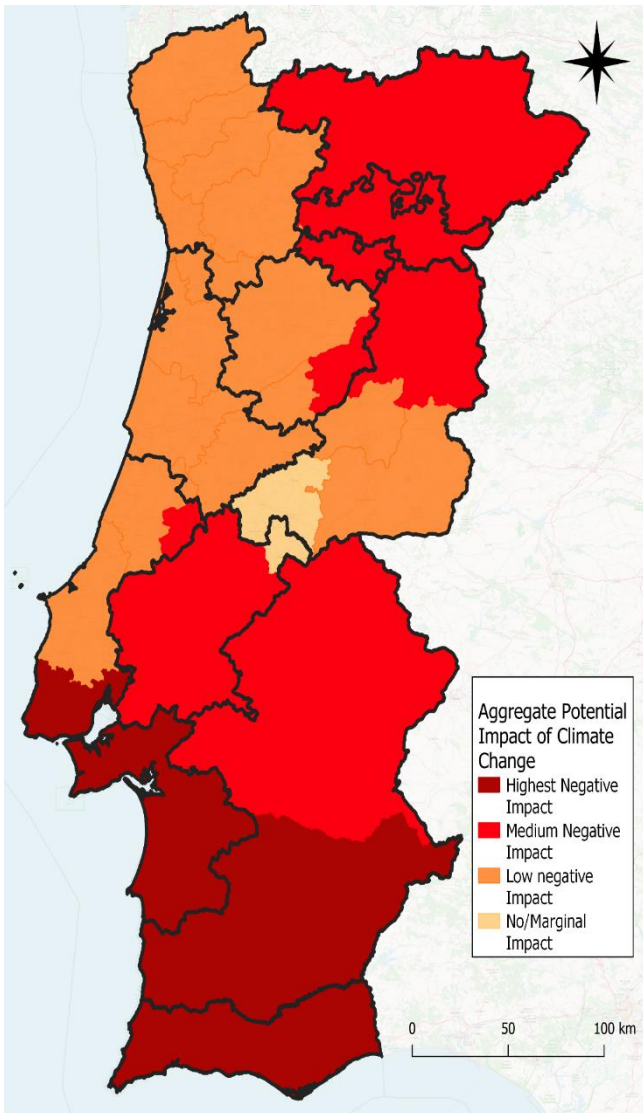 Aggregate Potential
Impact of Climate
Change
Highest Negative
Impact
Medium Negative
Impact
Low negative
Impact
No/Marginal
Impact
0 50 100 km